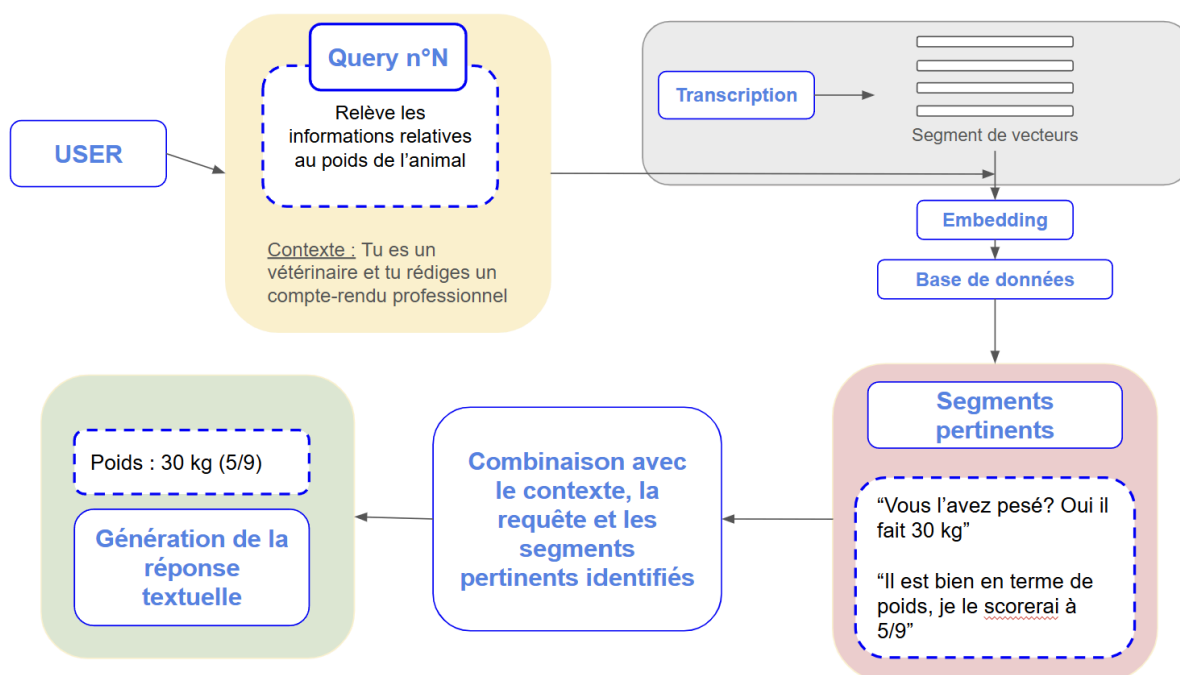 USER
Query n°N
Relève les
informations relatives
au poids de l’animal
Contexte : Tu es un
vétérinaire et tu rédiges un
compte-rendu professionnel
Transcription
Segment de vecteurs
Embedding
Base de données
Segments
pertinents
“Vous l’avez pesé? Oui il
fait 30 kg”
“Il est bien en terme de
poids, je le scorerai à
5/9”
Combinaison avec
le contexte, la
requête et les
segments
pertinents identifiés
Poids : 30 kg (5/9)
Génération de la
réponse
textuelle